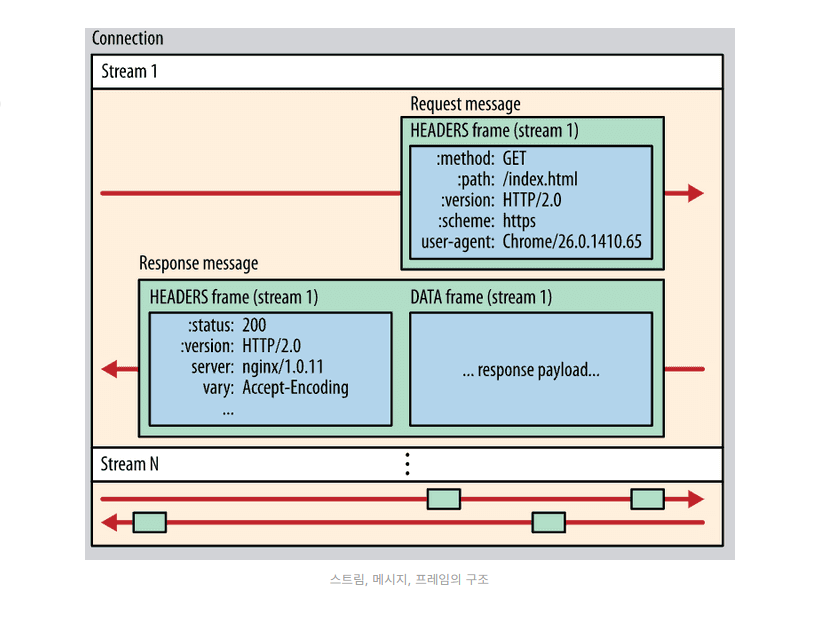 Connection
Stream 1
Request message
HEADERS frame (stream 1)
:method: GET
:path: /index.html
:version: HTTP/2.0
:scheme: https
user-agent: Chrome/26.0.1410.65
Response message
HEADERS frame (stream 1)
:status: 200
:version: HTTP/2.0
server: nginx/1.0.11
vary: Accept-Encoding
...
DATA frame (stream 1)
... response payload...
Stream N
스트림, 메시지, 프레임의 구조